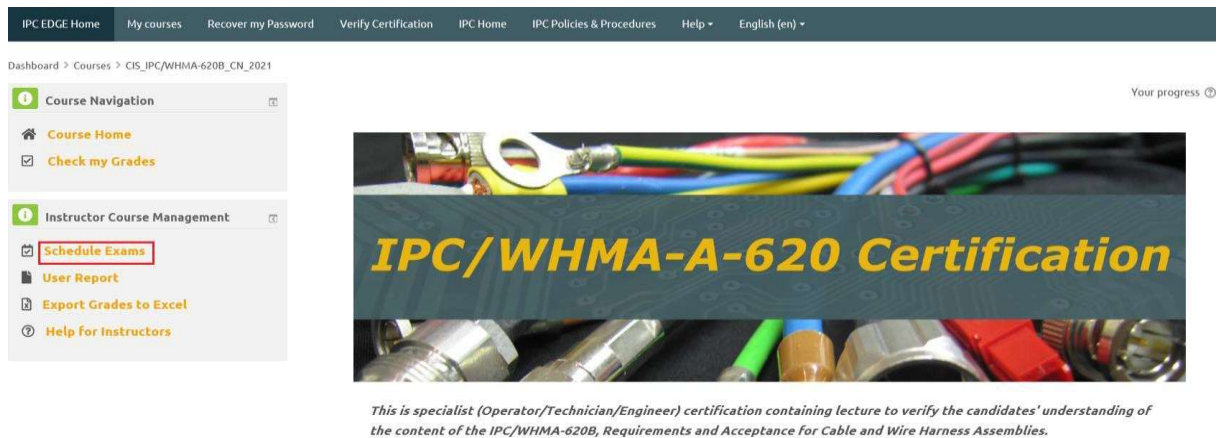 IPC EDGE Home My courses Recover my Password Verify Certification IPC Home IPC Policies & Procedures Help English (en)
Dashboard > Courses > CIS_IPC/WHMA-620B_CN_2021
Course Navigation
Course Home
Check my Grades
Instructor Course Management
Schedule Exams
User Report
Export Grades to Excel
Help for Instructors
Your progress
IPC/WHMA-A-620 Certification
This is specialist (Operator/Technician/Engineer) certification containing lecture to verify the candidates' understanding of
the content of the IPC/WHMA-620B, Requirements and Acceptance for Cable and Wire Harness Assemblies.